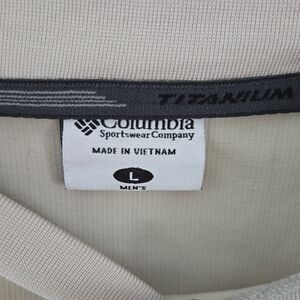 TITANIUM
Columbia
Sportswear Company
MADE IN VIETNAM
L
MEN'S